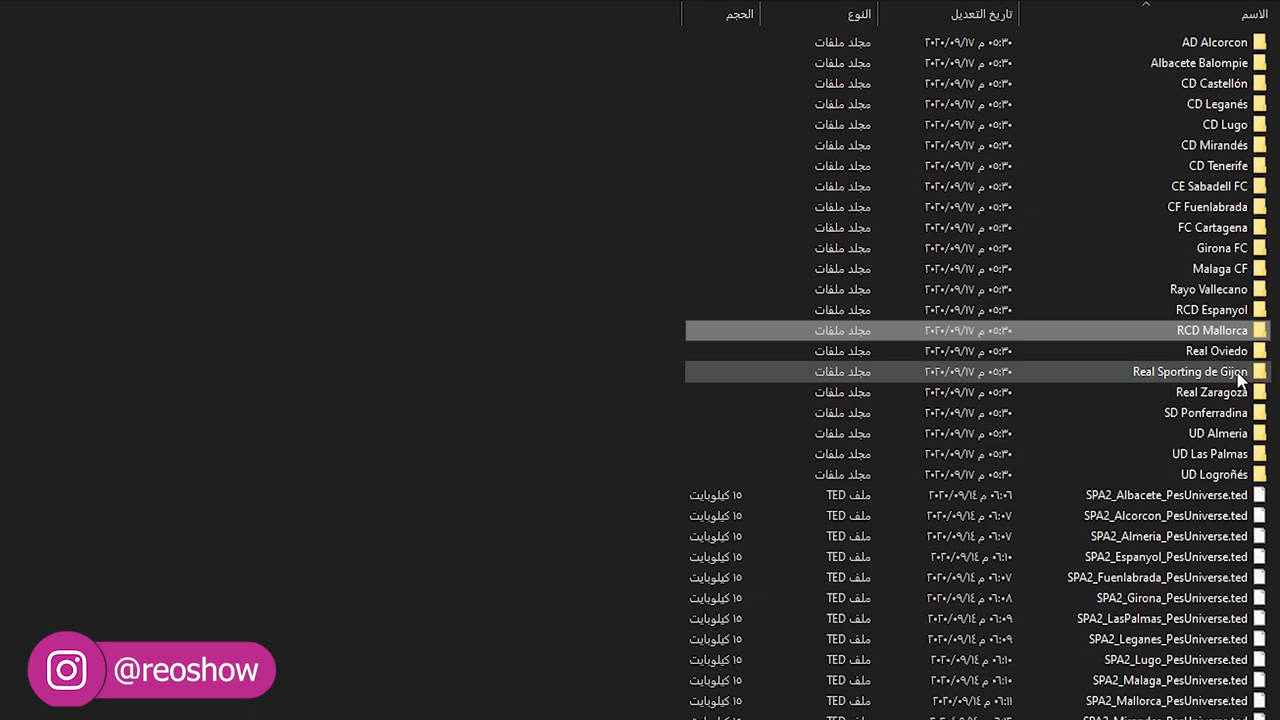 الاسم تاريخ التعديل النوع الحجم
AD Alcorcon ٠٥:٣٠ م ٢٠٢٠/٠٩/١٧ مجلد ملفات
Albacete Balompie ٠٥:٣٠ م ٢٠٢٠/٠٩/١٧ مجلد ملفات
CD Castellón ٠٥:٣٠ م ٢٠٢٠/٠٩/١٧ مجلد ملفات
CD Leganés ٠٥:٣٠ م ٢٠٢٠/٠٩/١٧ مجلد ملفات
CD Lugo ٠٥:٣٠ م ٢٠٢٠/٠٩/١٧ مجلد ملفات
CD Mirandés ٠٥:٣٠ م ٢٠٢٠/٠٩/١٧ مجلد ملفات
CD Tenerife ٠٥:٣٠ م ٢٠٢٠/٠٩/١٧ مجلد ملفات
CE Sabadell FC ٠٥:٣٠ م ٢٠٢٠/٠٩/١٧ مجلد ملفات
CF Fuenlabrada ٠٥:٣٠ م ٢٠٢٠/٠٩/١٧ مجلد ملفات
FC Cartagena ٠٥:٣٠ م ٢٠٢٠/٠٩/١٧ مجلد ملفات
Girona FC ٠٥:٣٠ م ٢٠٢٠/٠٩/١٧ مجلد ملفات
Malaga CF ٠٥:٣٠ م ٢٠٢٠/٠٩/١٧ مجلد ملفات
Rayo Vallecano ٠٥:٣٠ م ٢٠٢٠/٠٩/١٧ مجلد ملفات
RCD Espanyol ٠٥:٣٠ م ٢٠٢٠/٠٩/١٧ مجلد ملفات
RCD Mallorca ٠٥:٣٠ م ٢٠٢٠/٠٩/١٧ مجلد ملفات
Real Oviedo ٠٥:٣٠ م ٢٠٢٠/٠٩/١٧ مجلد ملفات
Real Sporting de Gijon ٠٥:٣٠ م ٢٠٢٠/٠٩/١٧ مجلد ملفات
Real Zaragoza ٠٥:٣٠ م ٢٠٢٠/٠٩/١٧ مجلد ملفات
SD Ponferradina ٠٥:٣٠ م ٢٠٢٠/٠٩/١٧ مجلد ملفات
UD Almeria ٠٥:٣٠ م ٢٠٢٠/٠٩/١٧ مجلد ملفات
UD Las Palmas ٠٥:٣٠ م ٢٠٢٠/٠٩/١٧ مجلد ملفات
UD Logroñés ٠٥:٣٠ م ٢٠٢٠/٠٩/١٧ مجلد ملفات
SPA2_Albacete_PesUniverse.ted ٠٦:٠٦ م ٢٠٢٠/٠٩/١٤ ملف TED ١٥ كيلوبايت
SPA2_Alcorcon_PesUniverse.ted ٠٦:٠٧ م ٢٠٢٠/٠٩/١٤ ملف TED ١٥ كيلوبايت
SPA2_Almeria_PesUniverse.ted ٠٦:٠٧ م ٢٠٢٠/٠٩/١٤ ملف TED ١٥ كيلوبايت
SPA2_Espanyol_PesUniverse.ted ٠٦:١٠ م ٢٠٢٠/٠٩/١٤ ملف TED ١٥ كيلوبايت
SPA2_Fuenlabrada_PesUniverse.ted ٠٦:٠٧ م ٢٠٢٠/٠٩/١٤ ملف TED ١٥ كيلوبايت
SPA2_Girona_PesUniverse.ted ٠٦:٠٨ م ٢٠٢٠/٠٩/١٤ ملف TED ١٥ كيلوبايت
SPA2_LasPalmas_PesUniverse.ted ٠٦:٠٩ م ٢٠٢٠/٠٩/١٤ ملف TED ١٥ كيلوبايت
SPA2_Leganes_PesUniverse.ted ٠٦:٠٩ م ٢٠٢٠/٠٩/١٤ ملف TED ١٥ كيلوبايت
SPA2_Lugo_PesUniverse.ted ٠٦:١٠ م ٢٠٢٠/٠٩/١٤ ملف TED ١٥ كيلوبايت
SPA2_Malaga_PesUniverse.ted ٠٦:١٠ م ٢٠٢٠/٠٩/١٤ ملف TED ١٥ كيلوبايت
SPA2_Mallorca_PesUniverse.ted ٠٦:١١ م ٢٠٢٠/٠٩/١٤ ملف TED ١٥ كيلوبايت
@reoshow